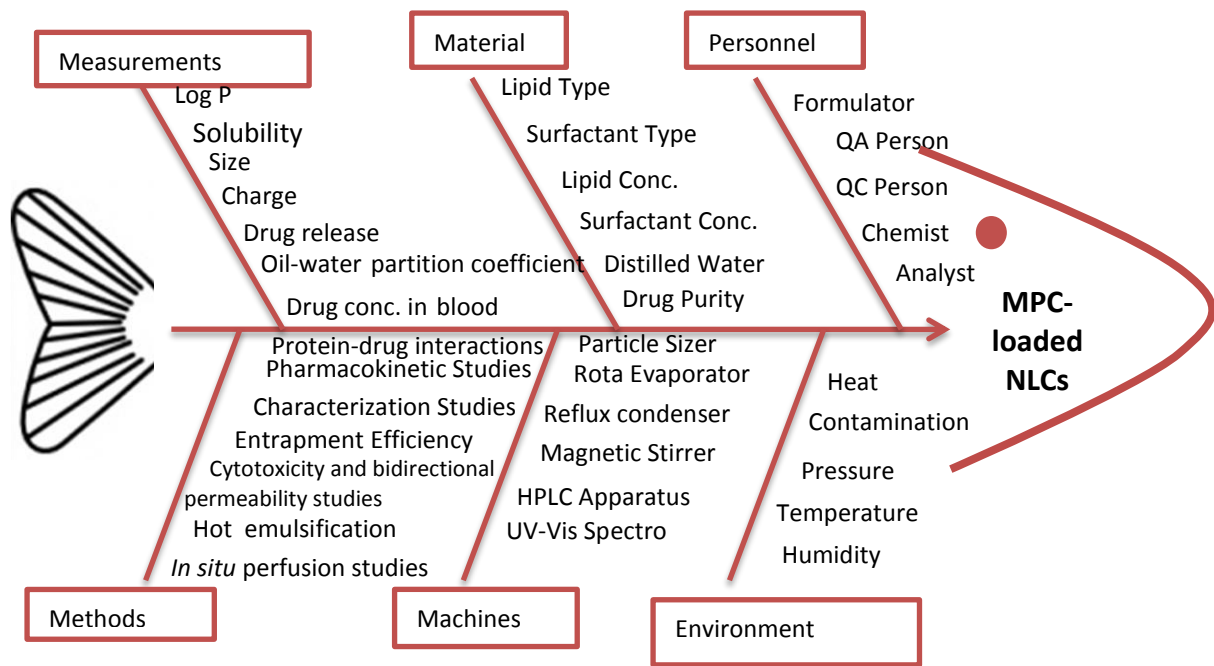 Measurements
Log P
Solubility
Size
Charge
Drug release
Oil-water partition coefficient
Drug conc. in blood
Material
Lipid Type
Surfactant Type
Lipid Conc.
Surfactant Conc.
Distilled Water
Drug Purity
Personnel
Formulator
QA Person
QC Person
Chemist
Analyst
MPC-
loaded
NLCs
Protein-drug interactions
Pharmacokinetic Studies
Characterization Studies
Entrapment Efficiency
Cytotoxicity and bidirectional
permeability studies
Hot emulsification
In situ perfusion studies
Methods
Particle Sizer
Rota Evaporator
Reflux condenser
Magnetic Stirrer
HPLC Apparatus
UV-Vis Spectro
Machines
Heat
Contamination
Pressure
Temperature
Humidity
Environment